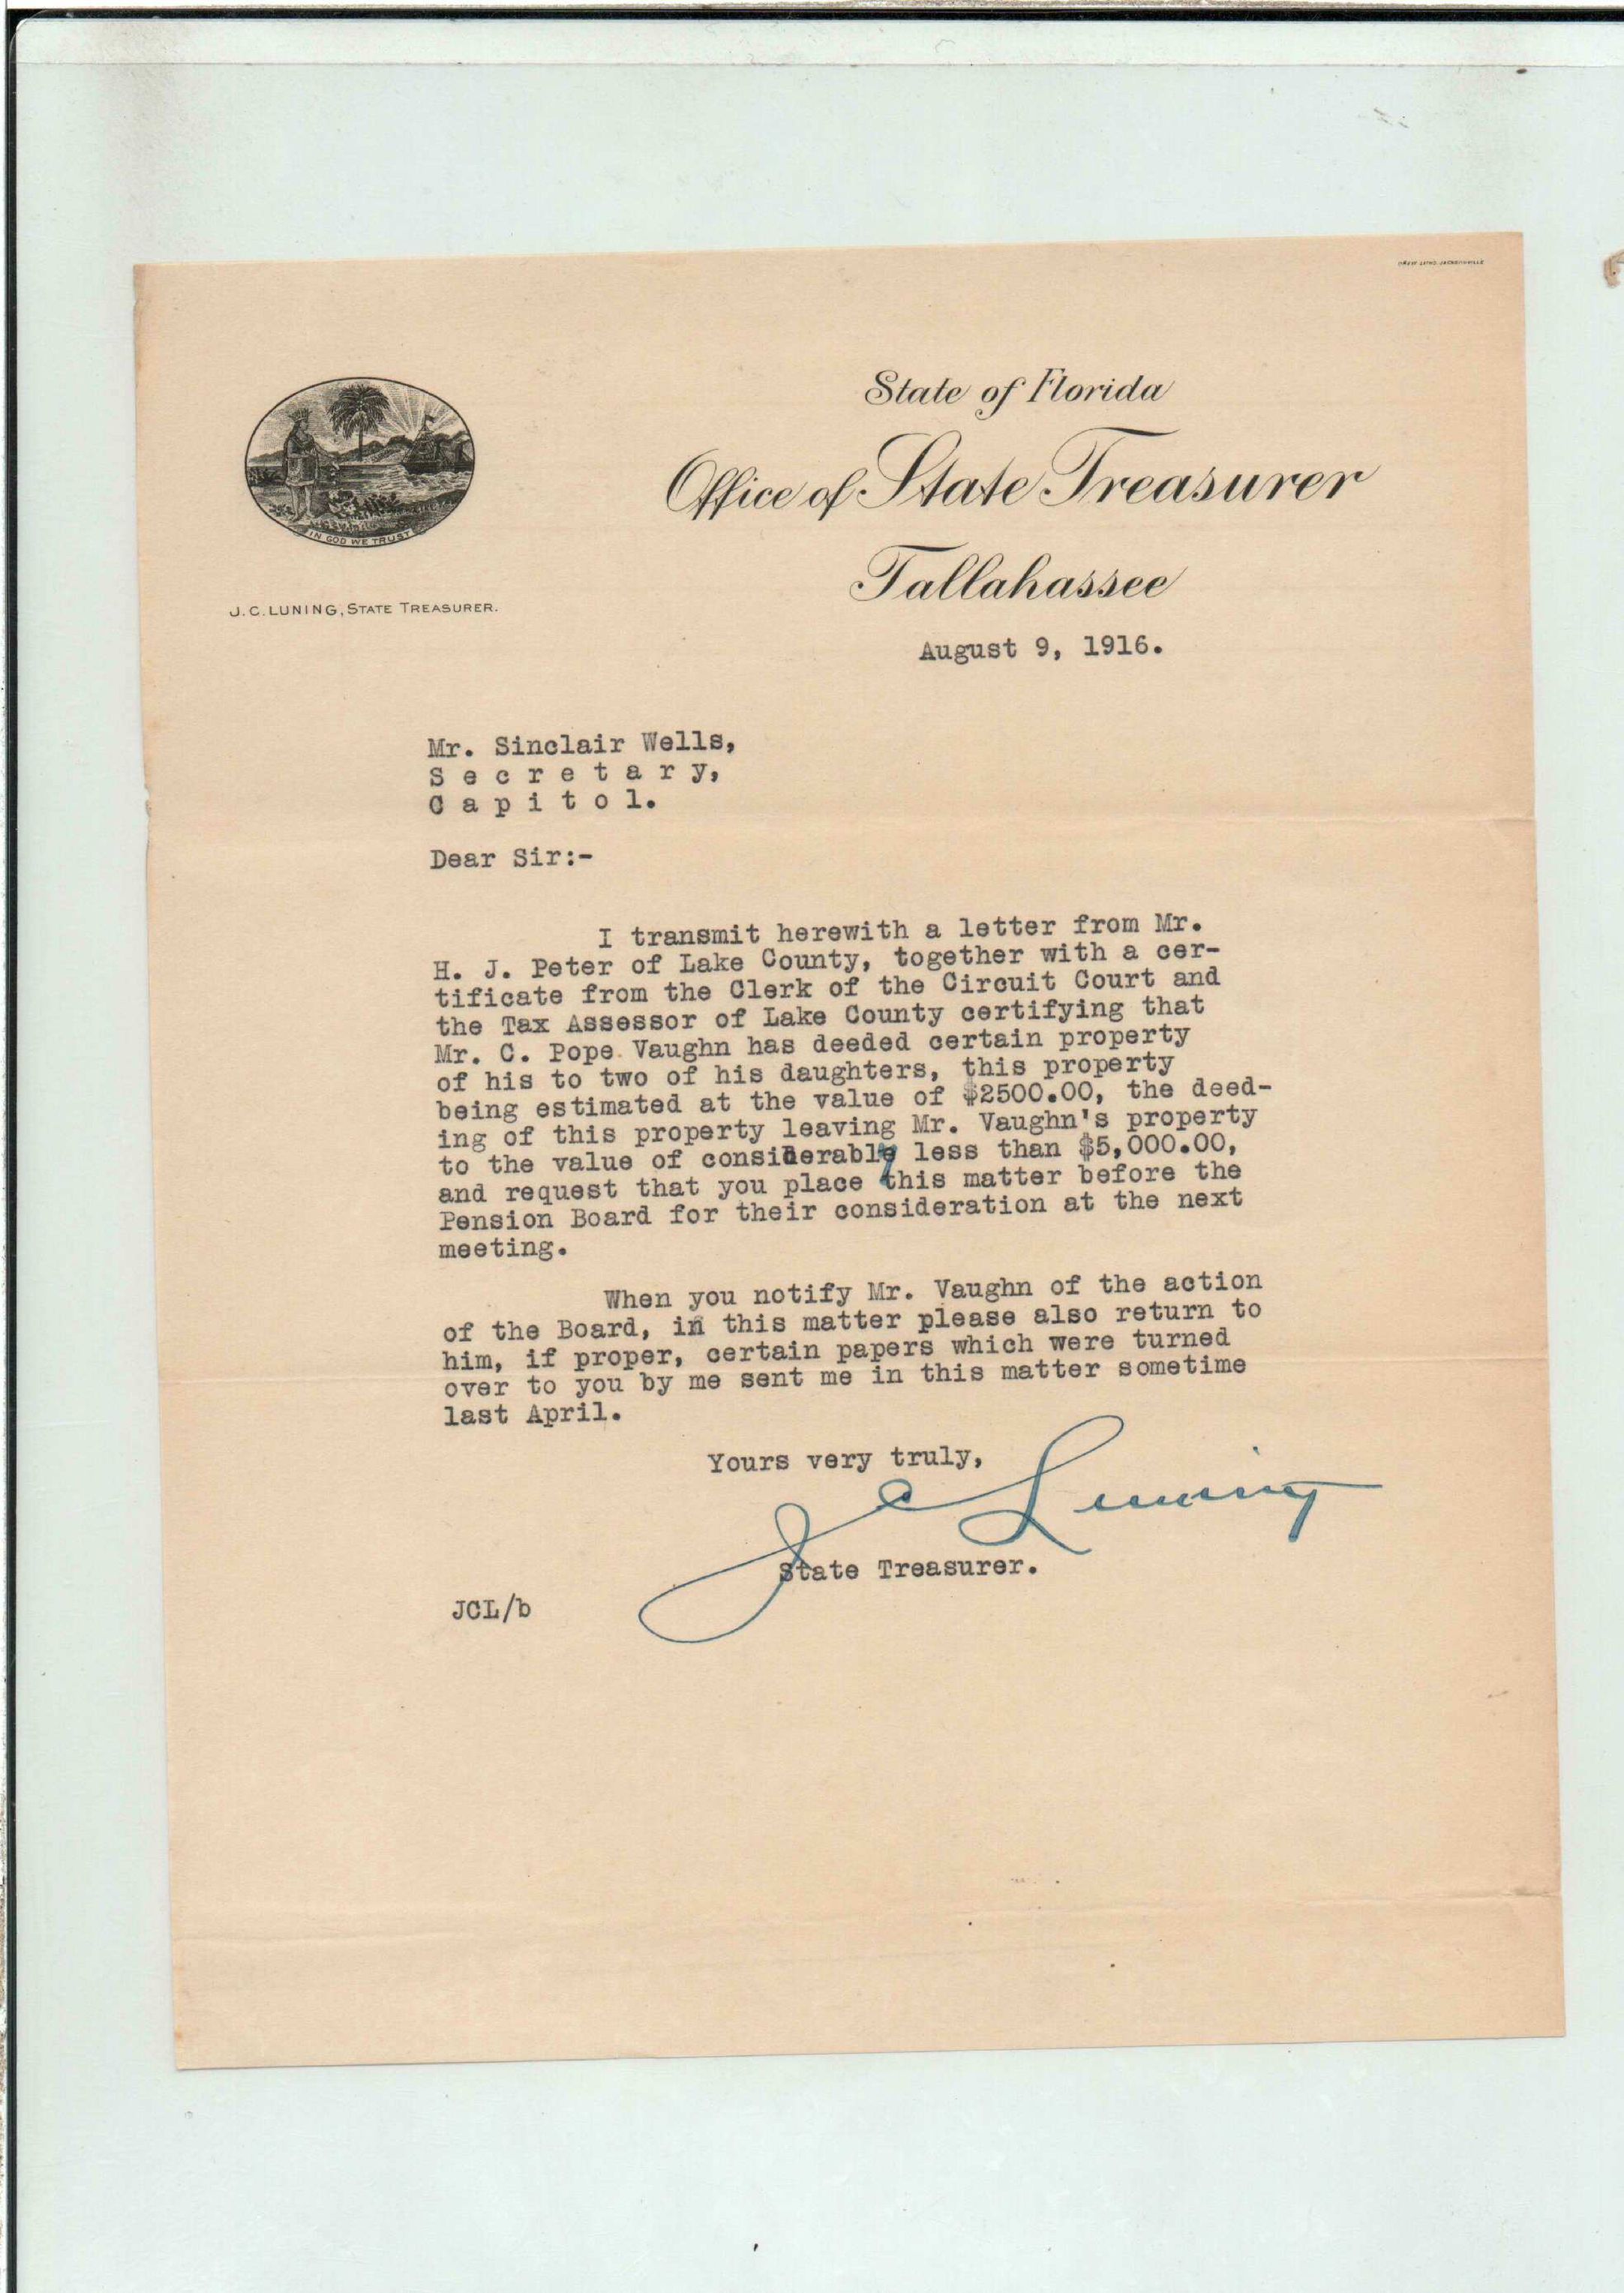 State of Florida
Office of State Treasurer
Tallahassee
IN GOD WE TRUST
J. C. LUNING, STATE TREASURER.
August 9, 1916.
Mr. Sinclair Wells,
S e c r e t a r y,
C a p i t o l.
Dear Sir:-
I transmit herewith a letter from Mr.
H. J. Peter of Lake County, together with a cer-
tificate from the Clerk of the Circuit Court and
the Tax Assessor of Lake County certifying that
Mr. C. Pope Vaughn has deeded certain property
of his to two of his daughters, this property
being estimated at the value of $2500.00, the deed-
ing of this property leaving Mr. Vaughn's property
to the value of considerably less than $5,000.00,
and request that you place this matter before the
Pension Board for their consideration at the next
meeting.
When you notify Mr. Vaughn of the action
of the Board, in this matter please also return to
him, if proper, certain papers which were turned
over to you by me sent me in this matter sometime
last April.
Yours very truly,
J C Luning
State Treasurer.
JCL/b